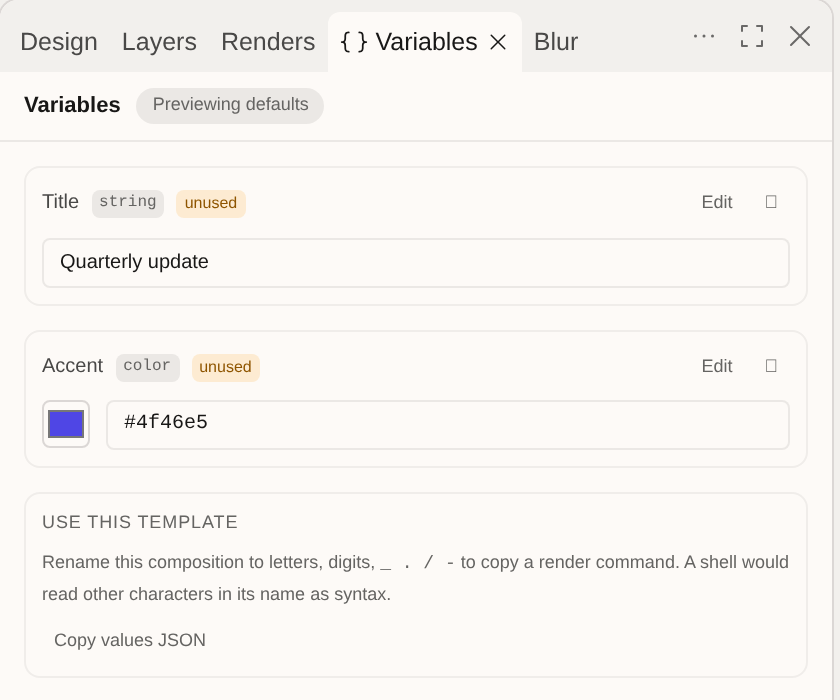 Design Layers Renders { } Variables Blur ...
Variables Previewing defaults
Title string unused Edit
Quarterly update
Accent color unused Edit
#4f46e5
USE THIS TEMPLATE
Rename this composition to letters, digits, _ . / - to copy a render command. A shell would
read other characters in its name as syntax.
Copy values JSON